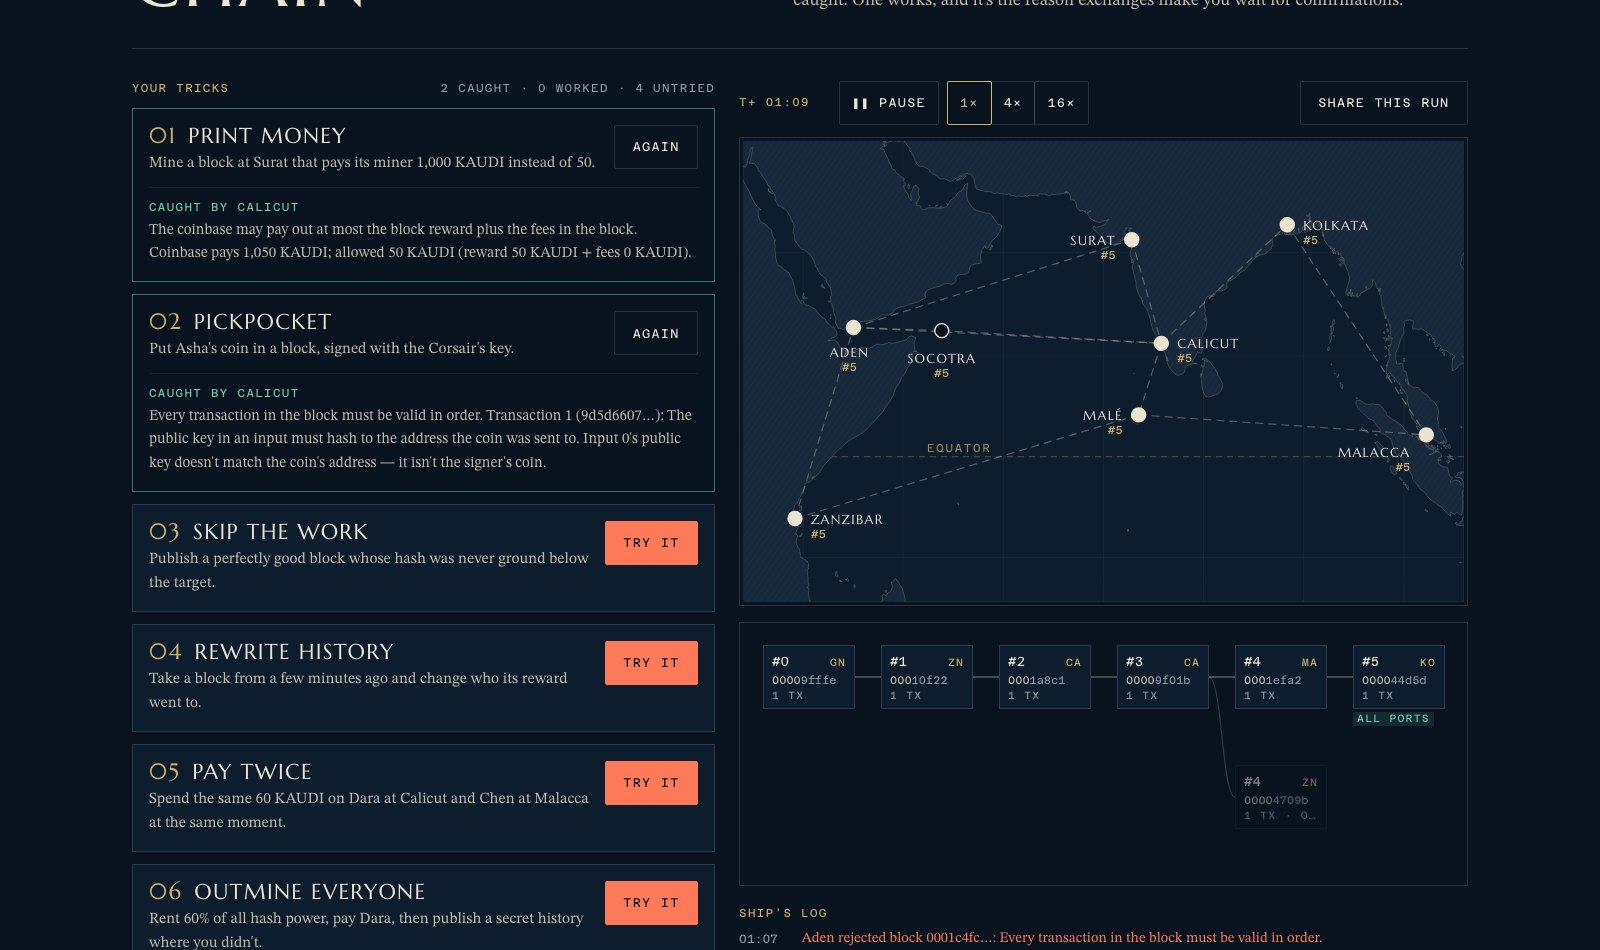 CHAIN
caught. One works, and it's the reason exchanges make you wait for confirmations.
YOUR TRICKS
2 CAUGHT · 0 WORKED · 4 UNTRIED
01 PRINT MONEY
Mine a block at Surat that pays its miner 1,000 KAUDI instead of 50.
AGAIN
CAUGHT BY CALICUT
The coinbase may pay out at most the block reward plus the fees in the block.
Coinbase pays 1,050 KAUDI; allowed 50 KAUDI (reward 50 KAUDI + fees 0 KAUDI).
02 PICKPOCKET
Put Asha's coin in a block, signed with the Corsair's key.
AGAIN
CAUGHT BY CALICUT
Every transaction in the block must be valid in order. Transaction 1 (9d5d6607…): The
public key in an input must hash to the address the coin was sent to. Input 0's public
key doesn't match the coin's address — it isn't the signer's coin.
03 SKIP THE WORK
Publish a perfectly good block whose hash was never ground below
the target.
TRY IT
04 REWRITE HISTORY
Take a block from a few minutes ago and change who its reward
went to.
TRY IT
05 PAY TWICE
Spend the same 60 KAUDI on Dara at Calicut and Chen at Malacca
at the same moment.
TRY IT
06 OUTMINE EVERYONE
Rent 60% of all hash power, pay Dara, then publish a secret history
where you didn't.
TRY IT
T+ 01:09
PAUSE
1×
4×
16×
SHARE THIS RUN
KOLKATA
#5
SURAT
#5
ADEN
#5
SOCOTRA
#5
CALICUT
#5
MALÉ
#5
EQUATOR
MALACCA
#5
ZANZIBAR
#5
#0 GN
00009fffe
1 TX
#1 ZN
00010f22
1 TX
#2 CA
0001a8c1
1 TX
#3 CA
00009f01b
1 TX
#4 MA
0001efa2
1 TX
#5 KO
000044d5d
1 TX
ALL PORTS
#4 ZN
00004709b
1 TX · O…
SHIP'S LOG
01:07 Aden rejected block 0001c4fc…: Every transaction in the block must be valid in order.